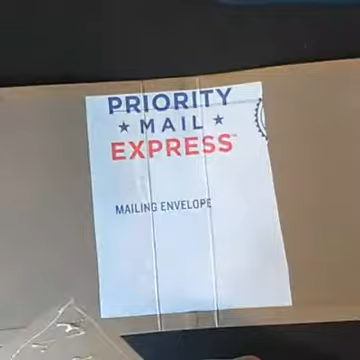 PRIORITY
★ MAIL ★
EXPRESS™
MAILING ENVELOPE